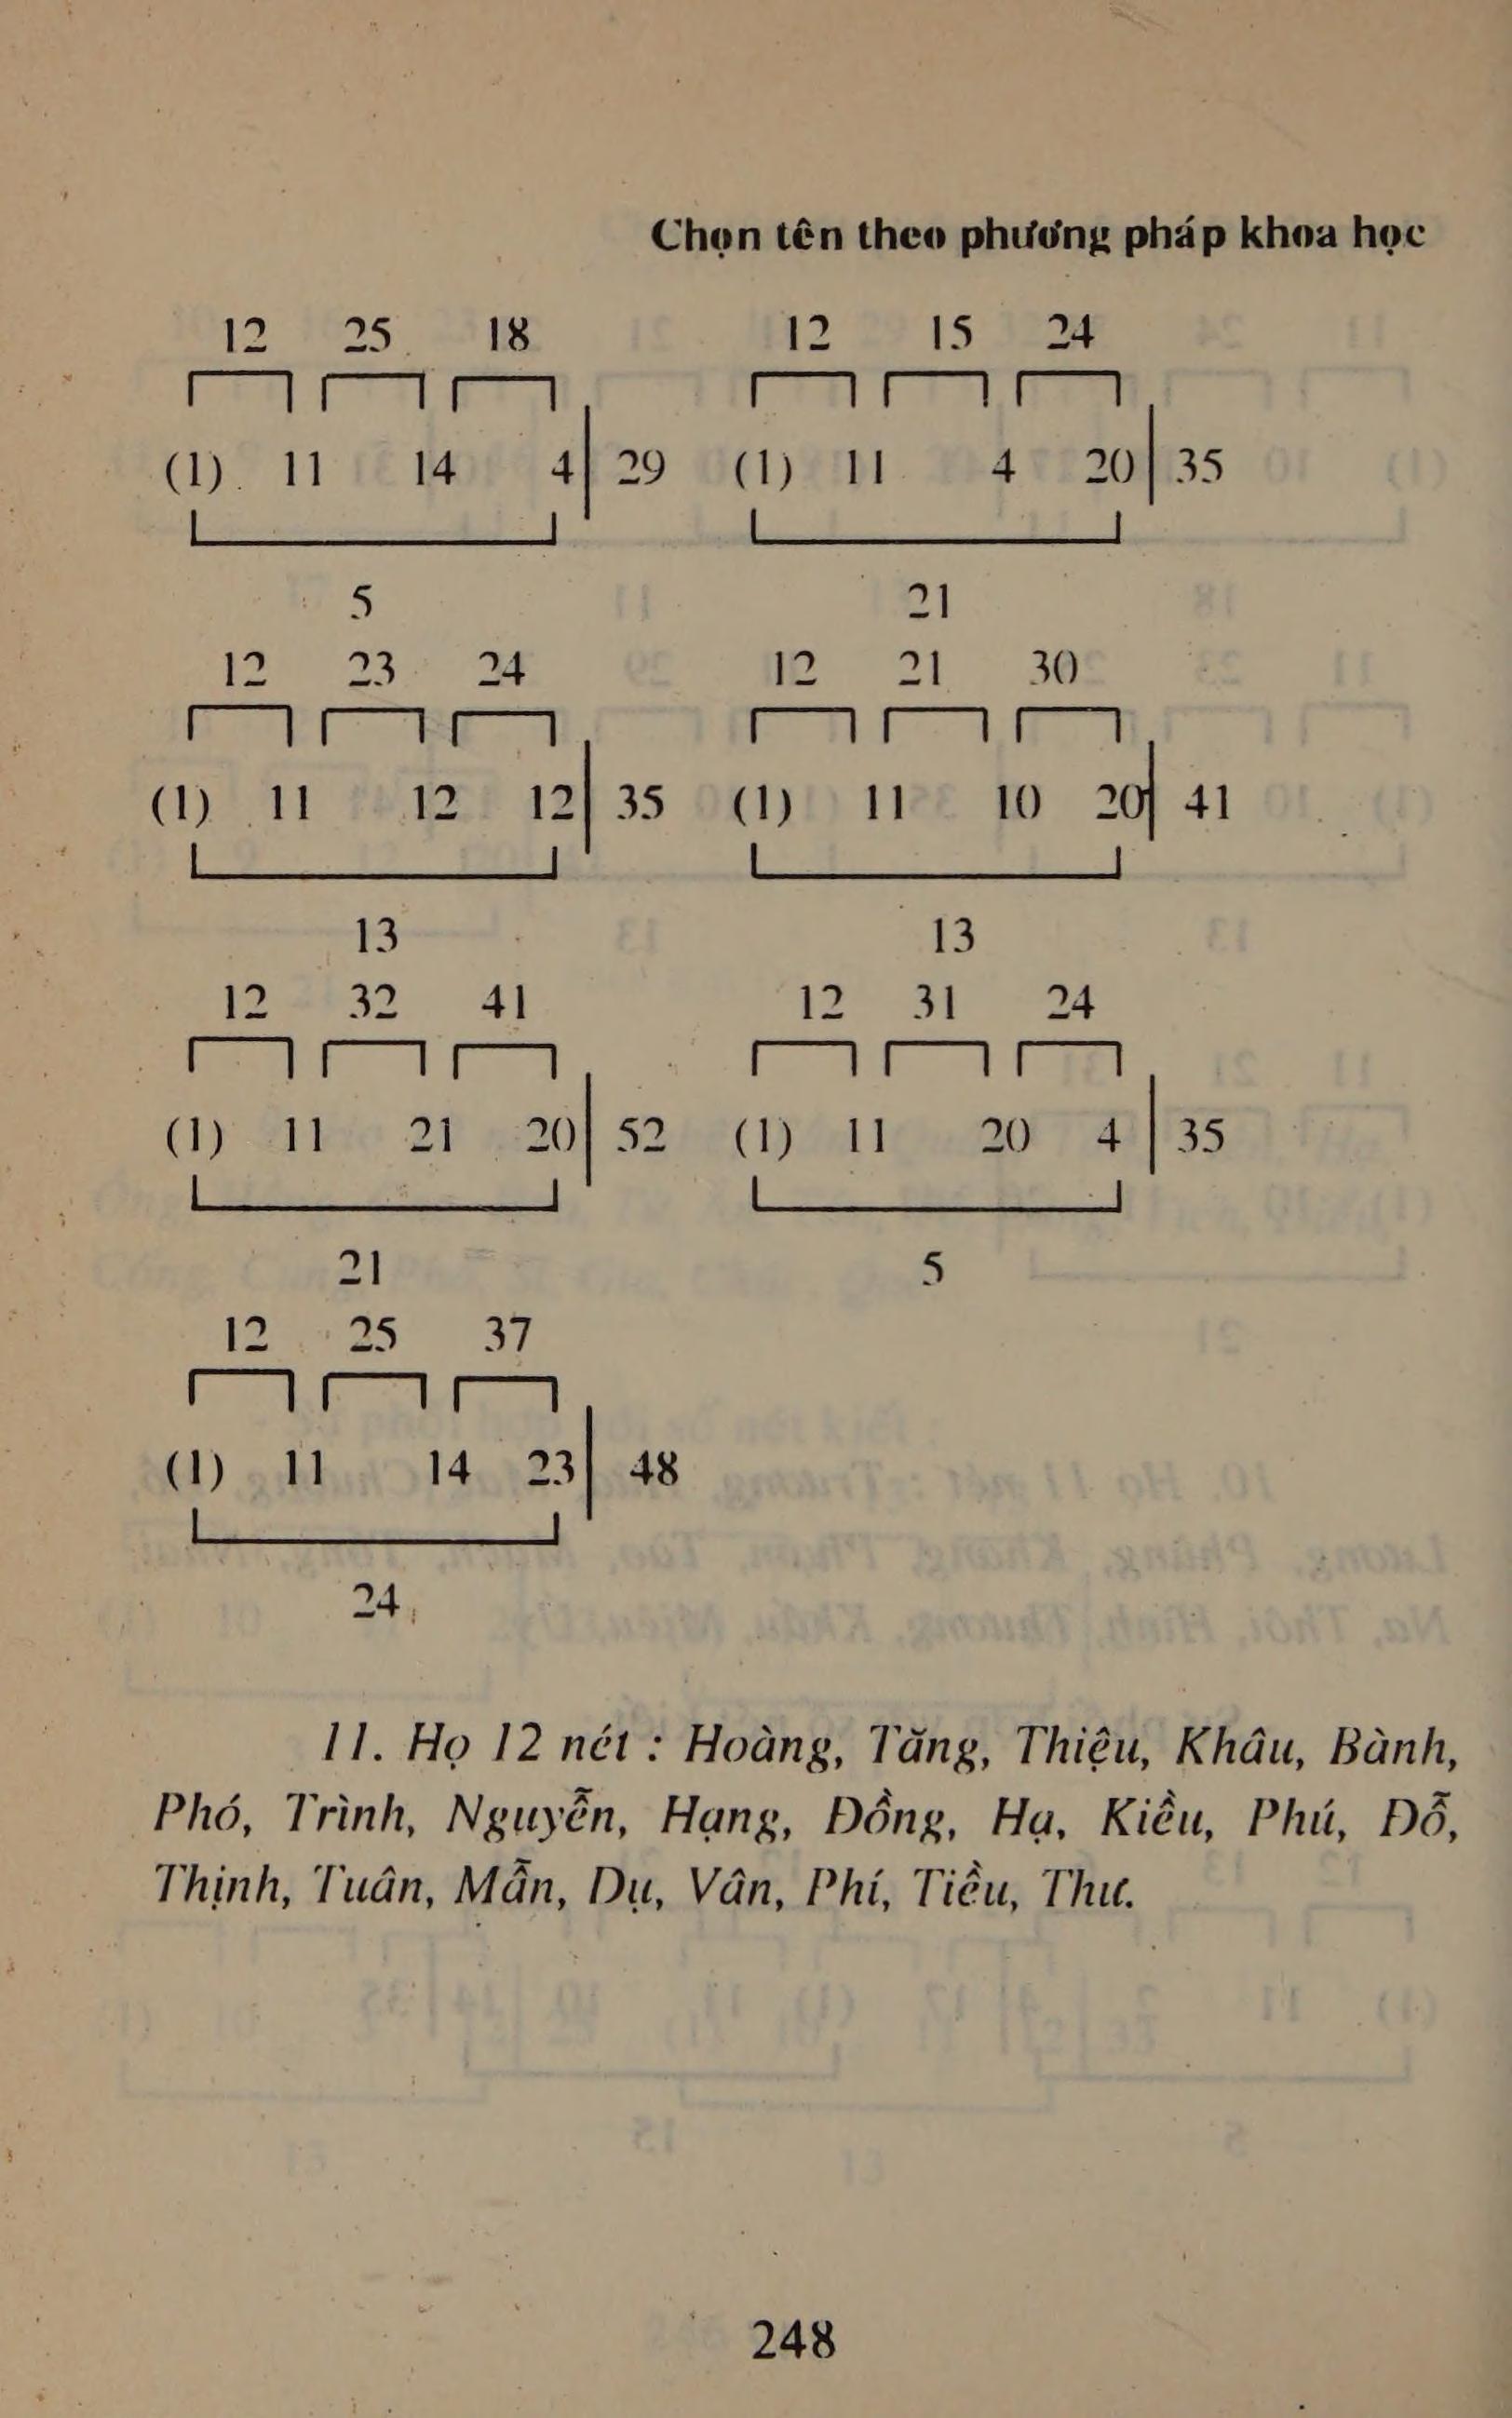 Chọn tên theo phương pháp khoa học
12 25 18 12 15 24
(1) 11 14 4 29 (1) 11 4 20 35
5 21
12 23 24 12 21 30
(1) 11 12 12 35 (1) 11 10 20 41
13 13
12 32 41 12 31 24
(1) 11 21 20 52 (1) 11 20 4 35
21 5
12 25 37
(1) 11 14 23 48
24
11. Họ 12 nét : Hoàng, Tăng, Thiệu, Khâu, Bành,
Phó, Trình, Nguyễn, Hạng, Đồng, Hạ, Kiều, Phú, Đỗ,
Thịnh, Tuân, Mẫn, Dụ, Vân, Phí, Tiều, Thư.
248